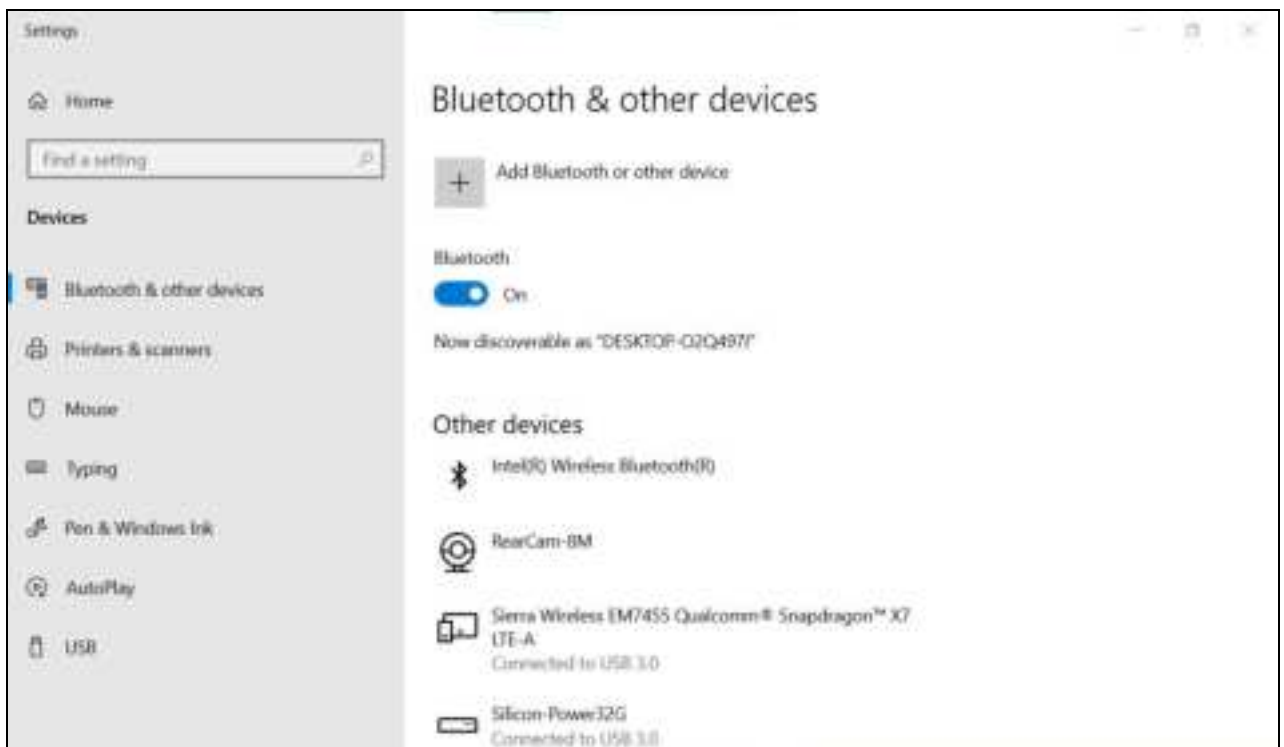 Settings
Home
Find a setting
Devices
Bluetooth & other devices
Printers & scanners
Mouse
Typing
Pen & Windows Ink
AutoPlay
USB
Bluetooth & other devices
Add Bluetooth or other device
Bluetooth
On
Now discoverable as
Other devices
Intel(R) Wireless Bluetooth(R)
RearCam-8M
Sierra Wireless EM7455 Qualcomm® Snapdragon™ X7
LTE-A
Connected to USB 3.0
Silicon-Power32G
Connected to USB 3.0